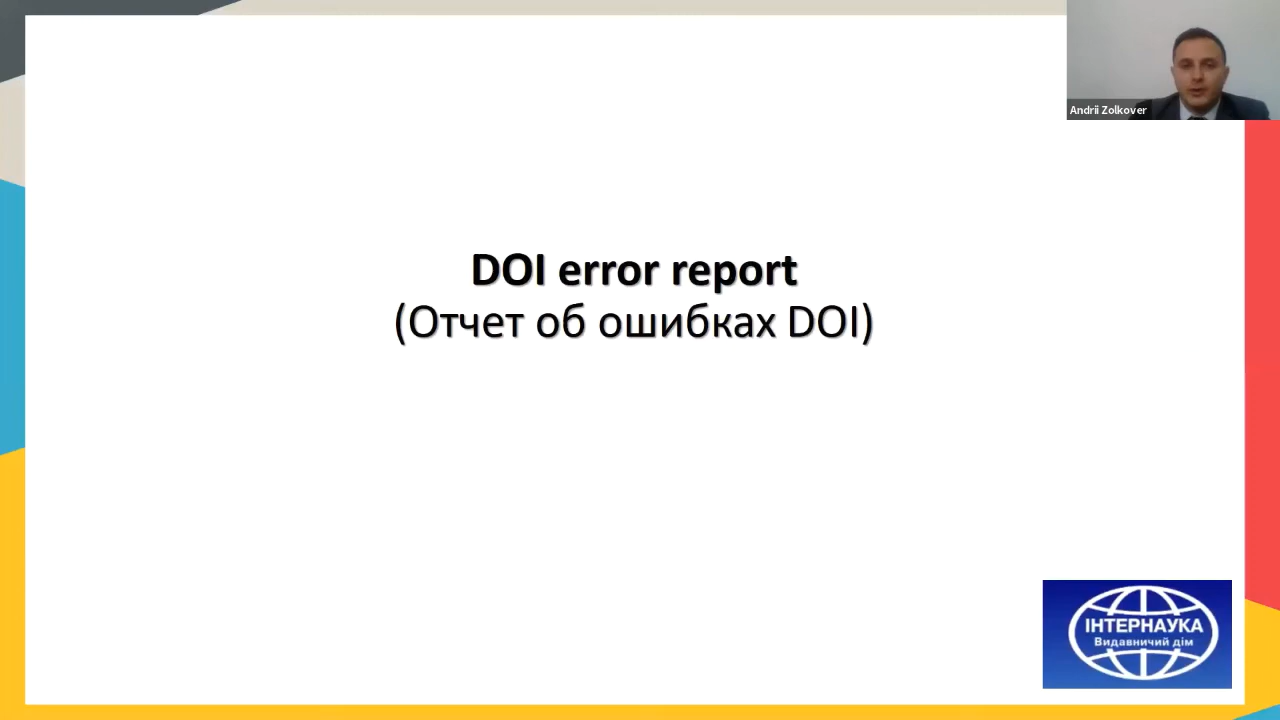 Andrii Zolkover
DOI error report
(Отчет об ошибках DOI)
ІНТЕРНАУКА
Видавничий дім